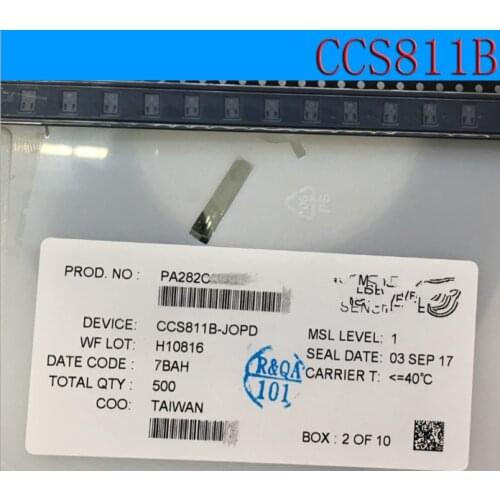 CCS811B
PS
PROD. NO : PA282C
DEVICE: CCS811B-JOPD
WF LOT: H10816
DATE CODE : 7BAH
TOTAL QTY : 500
COO: TAIWAN
MSL LEVEL: 1
SEAL DATE: 03 SEP 17
CARRIER T: <=40℃
R&QA
101
BOX : 2 OF 10